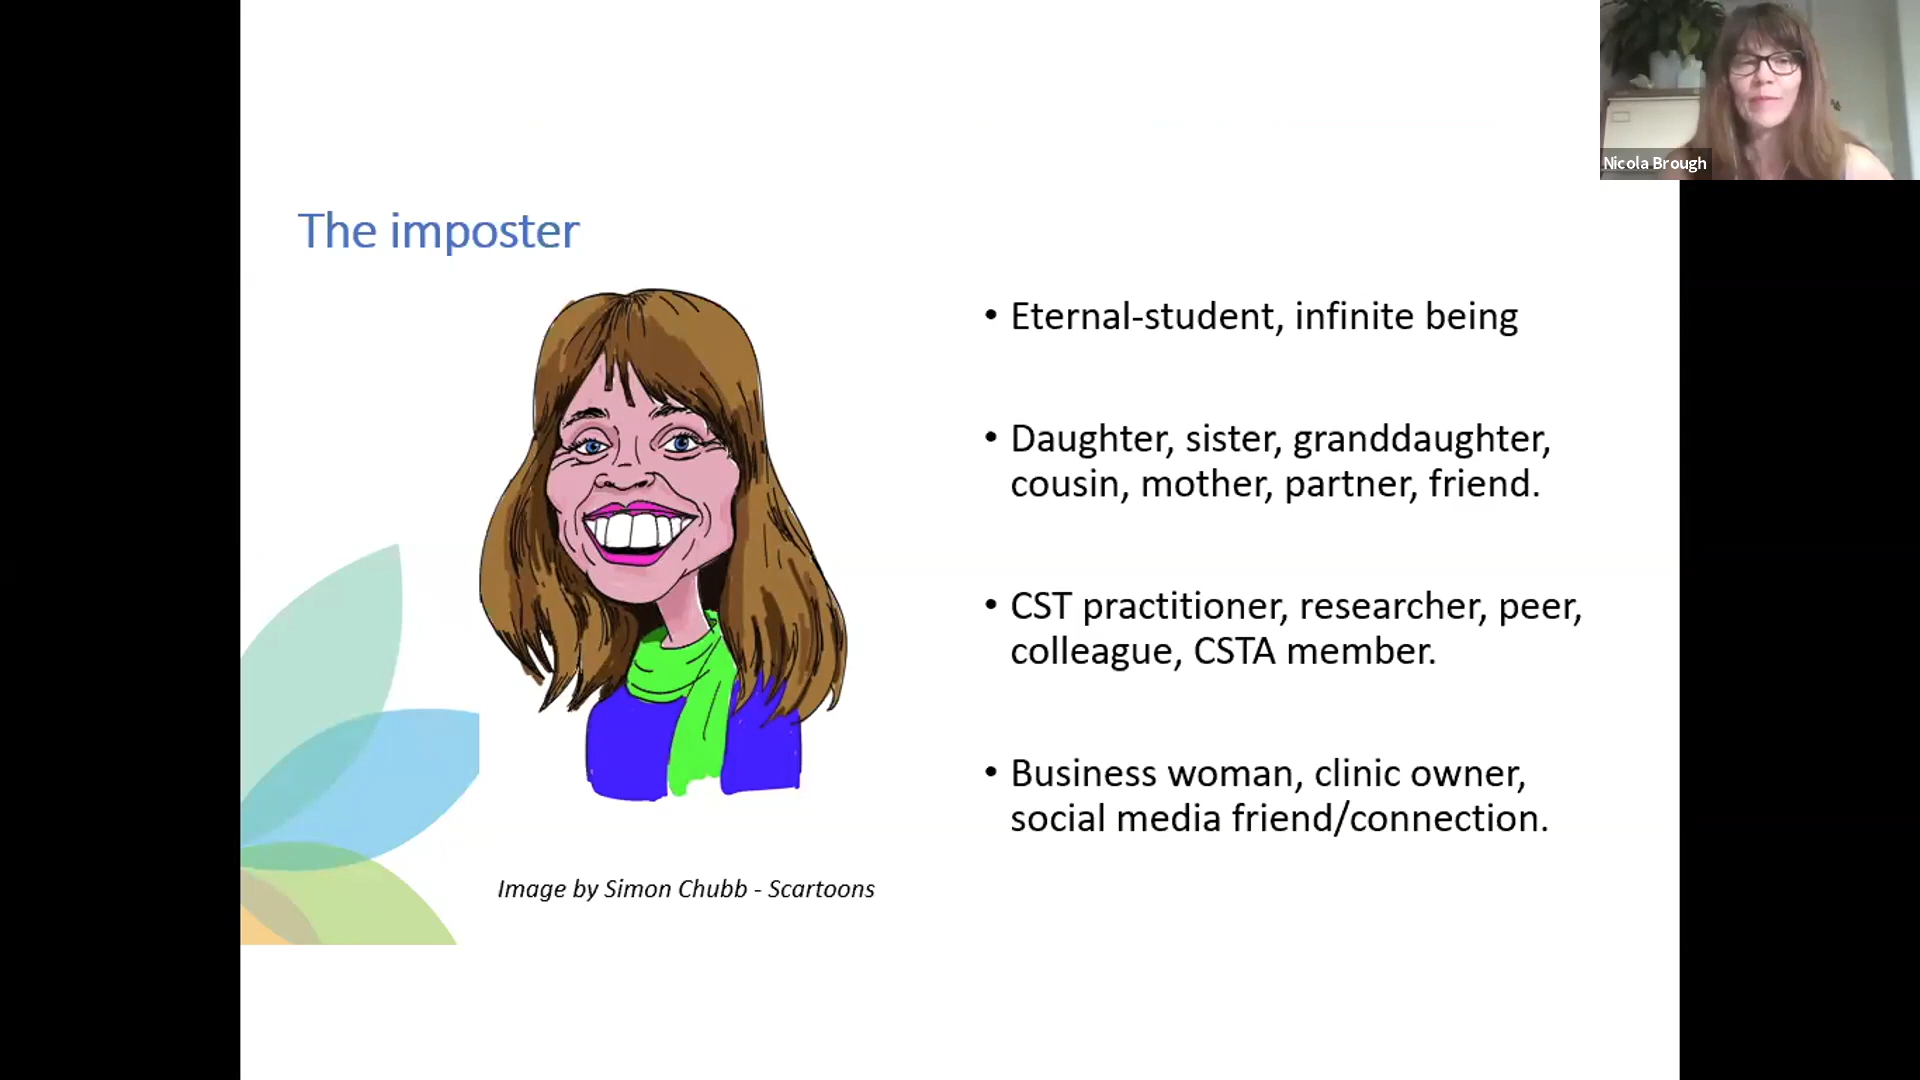 Nicola Brough
The imposter
• Eternal-student, infinite being
• Daughter, sister, granddaughter,
cousin, mother, partner, friend.
• CST practitioner, researcher, peer,
colleague, CSTA member.
• Business woman, clinic owner,
social media friend/connection.
Image by Simon Chubb - Scartoons